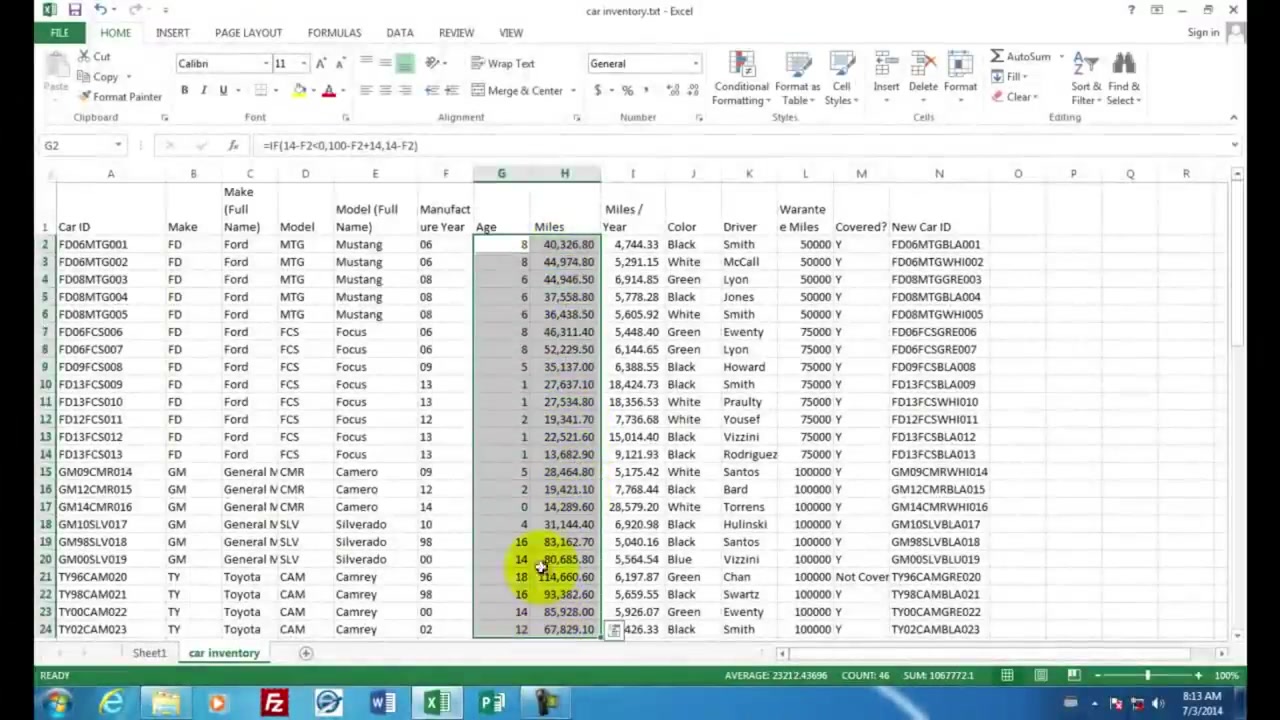 car inventory.txt - Excel
FILE HOME INSERT PAGE LAYOUT FORMULAS DATA REVIEW VIEW Sign in
Cut Calibri 11 Wrap Text General AutoSum
Copy Fill
Paste Format Painter Merge & Center Conditional Formatting Format as Table Cell Styles Insert Delete Format Clear Sort & Filter Find & Select
Clipboard Font Alignment Number Styles Cells Editing
G2 =IF(14-F2<0,100-F2+14,14-F2)
A B C D E F G H I J K L M N O P Q R
1 Car ID Make Make (Full Name) Model Model (Full Name) Manufacture Year Age Miles Miles / Year Color Driver Warantee Miles Covered? New Car ID
2 FD06MTG001 FD Ford MTG Mustang 06 8 40,326.80 4,744.33 Black Smith 50000 Y FD06MTGBLA001
3 FD06MTG002 FD Ford MTG Mustang 06 8 44,974.80 5,291.15 White McCall 50000 Y FD06MTGWHI002
4 FD08MTG003 FD Ford MTG Mustang 08 6 44,946.50 6,914.85 Green Lyon 50000 Y FD08MTGGRE003
5 FD08MTG004 FD Ford MTG Mustang 08 6 37,558.80 5,778.28 Black Jones 50000 Y FD08MTGBLA004
6 FD08MTG005 FD Ford MTG Mustang 08 6 36,438.50 5,605.92 White Smith 50000 Y FD08MTGWHI005
7 FD06FCS006 FD Ford FCS Focus 06 8 46,311.40 5,448.40 Green Ewenty 75000 Y FD06FCSGRE006
8 FD06FCS007 FD Ford FCS Focus 06 8 52,229.50 6,144.65 Green Lyon 75000 Y FD06FCSGRE007
9 FD09FCS008 FD Ford FCS Focus 09 5 35,137.00 6,388.55 Black Howard 75000 Y FD09FCSBLA008
10 FD13FCS009 FD Ford FCS Focus 13 1 27,637.10 18,424.73 Black Smith 75000 Y FD13FCSBLA009
11 FD13FCS010 FD Ford FCS Focus 13 1 27,534.80 18,356.53 White Praulty 75000 Y FD13FCSWHI010
12 FD12FCS011 FD Ford FCS Focus 12 2 19,341.70 7,736.68 White Yousef 75000 Y FD12FCSWHI011
13 FD13FCS012 FD Ford FCS Focus 13 1 22,521.60 15,014.40 Black Vizzini 75000 Y FD13FCSBLA012
14 FD13FCS013 FD Ford FCS Focus 13 1 13,682.90 9,121.93 Black Rodriguez 75000 Y FD13FCSBLA013
15 GM09CMR014 GM General M CMR Camero 09 5 28,464.80 5,175.42 White Santos 100000 Y GM09CMRWHI014
16 GM12CMR015 GM General M CMR Camero 12 2 19,421.10 7,768.44 Black Bard 100000 Y GM12CMRBLA015
17 GM14CMR016 GM General M CMR Camero 14 0 14,289.60 28,579.20 White Torrens 100000 Y GM14CMRWHI016
18 GM10SLV017 GM General M SLV Silverado 10 4 31,144.40 6,920.98 Black Hulinski 100000 Y GM10SLVBLA017
19 GM98SLV018 GM General M SLV Silverado 98 16 83,162.70 5,040.16 Black Santos 100000 Y GM98SLVBLA018
20 GM00SLV019 GM General M SLV Silverado 00 14 80,685.80 5,564.54 Blue Vizzini 100000 Y GM00SLVBLU019
21 TY96CAM020 TY Toyota CAM Camrey 96 18 114,660.60 6,197.87 Green Chan 100000 Not Cover TY96CAMGRE020
22 TY98CAM021 TY Toyota CAM Camrey 98 16 93,382.60 5,659.55 Black Swartz 100000 Y TY98CAMBLA021
23 TY00CAM022 TY Toyota CAM Camrey 00 14 85,928.00 5,926.07 Green Ewenty 100000 Y TY00CAMGRE022
24 TY02CAM023 TY Toyota CAM Camrey 02 12 67,829.10 426.33 Black Smith 100000 Y TY02CAMBLA023
Sheet1 car inventory
READY AVERAGE: 23212.43696 COUNT: 46 SUM: 1067772.1 100%
8:13 AM
7/3/2014